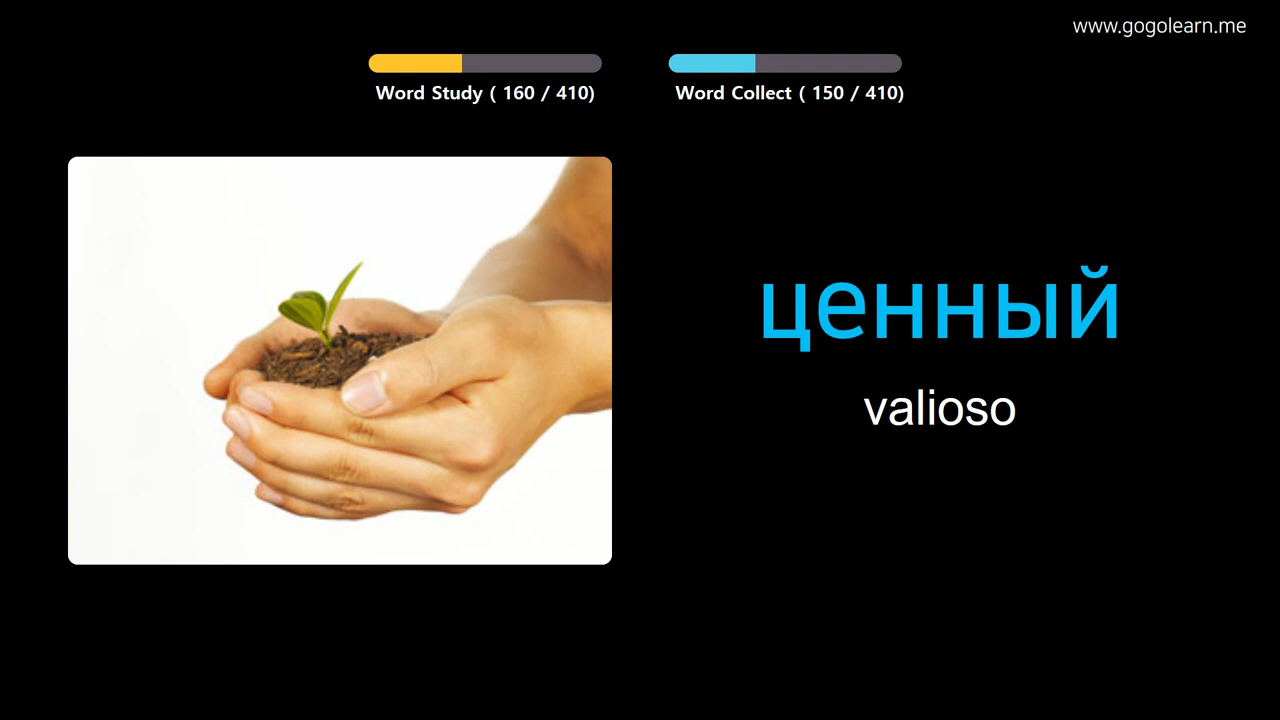 www.gogolearn.me
Word Study ( 160 / 410)
Word Collect ( 150 / 410)
ценный
valioso